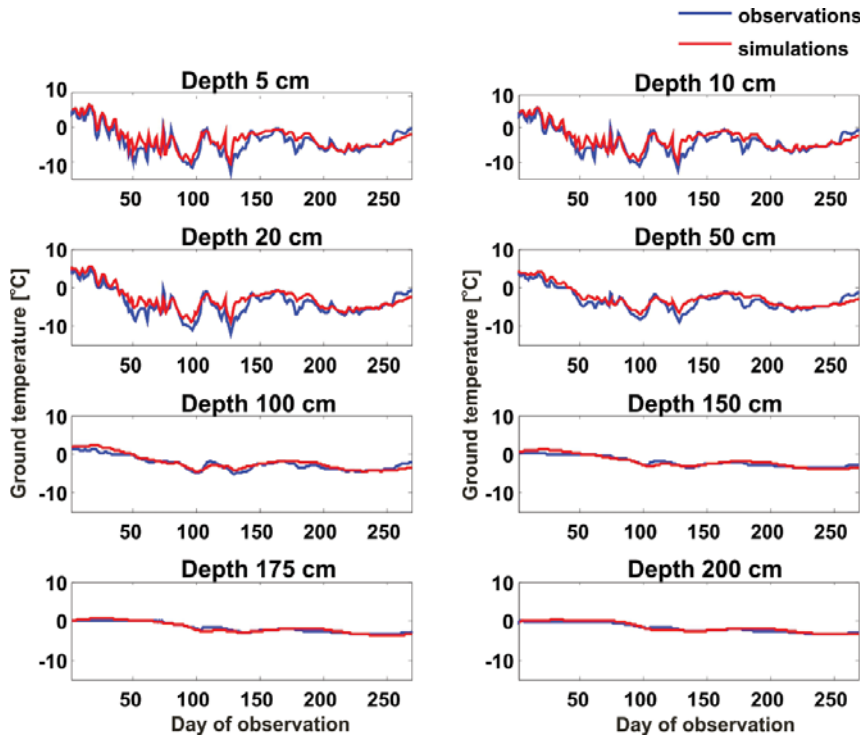 observations
simulations
Depth 5 cm
10
0
-10
50 100 150 200 250
Depth 10 cm
10
0
-10
50 100 150 200 250
Depth 20 cm
10
0
-10
50 100 150 200 250
Depth 50 cm
10
0
-10
50 100 150 200 250
Ground temperature [°C]
Ground temperature [°C]
Depth 100 cm
10
0
-10
50 100 150 200 250
Depth 150 cm
10
0
-10
50 100 150 200 250
Depth 175 cm
10
0
-10
50 100 150 200 250
Day of observation
Depth 200 cm
10
0
-10
50 100 150 200 250
Day of observation